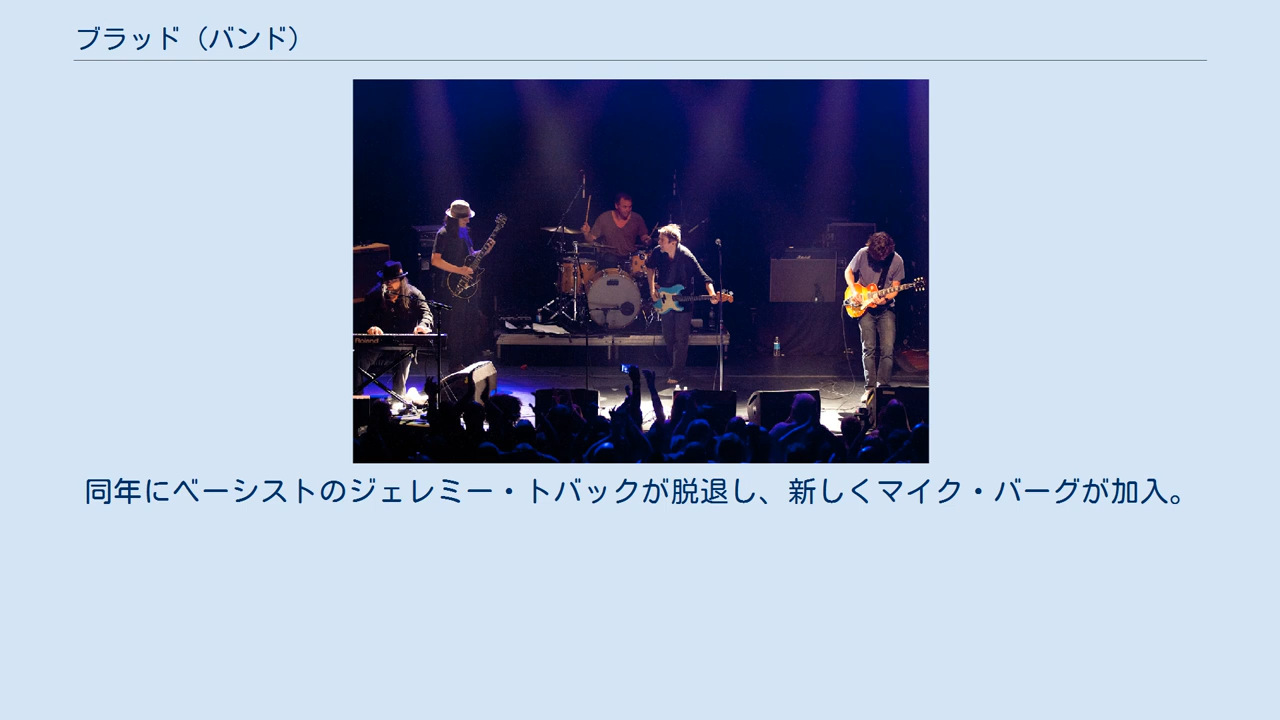 ブラッド（バンド）
Roland
同年にベーシストのジェレミー・トバックが脱退し、新しくマイク・バーグが加入。